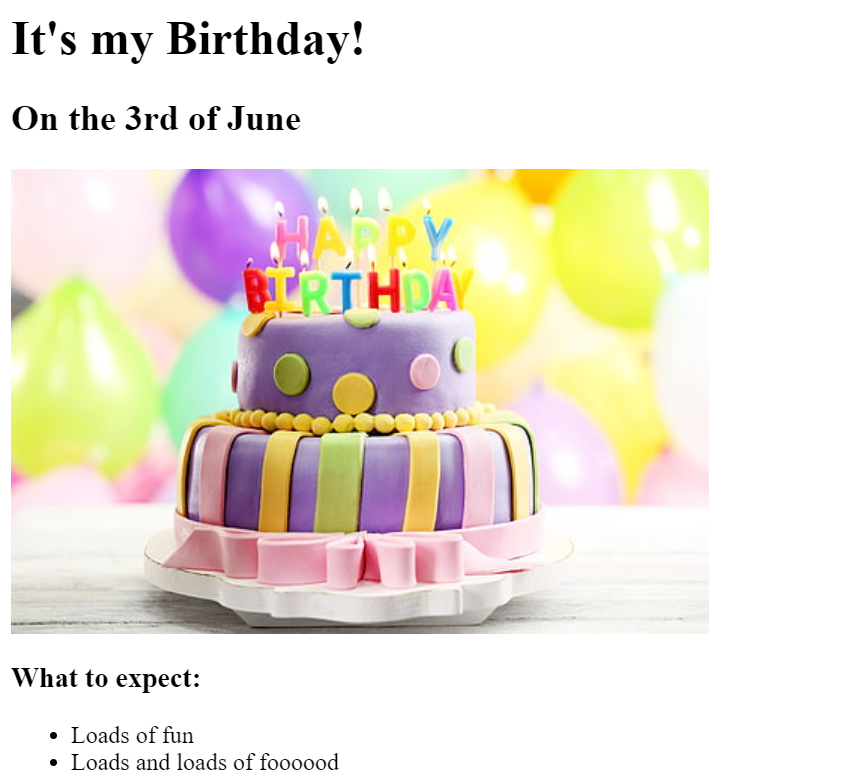 It's my Birthday!
On the 3rd of June
HAPPY
BIRTHDAY
What to expect:
Loads of fun
Loads and loads of foooood